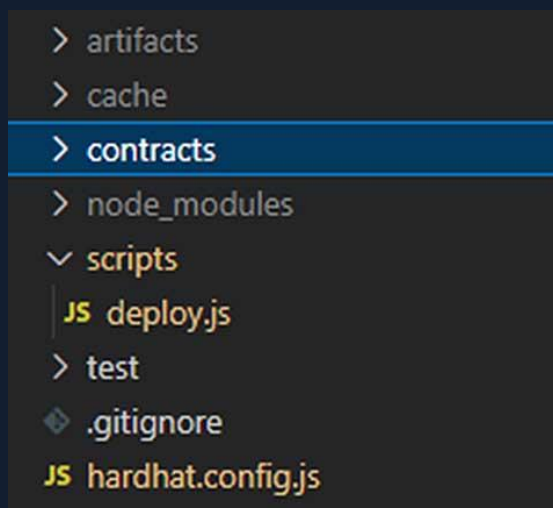 artifacts
cache
contracts
node_modules
scripts
JS deploy.js
test
.gitignore
JS hardhat.config.js